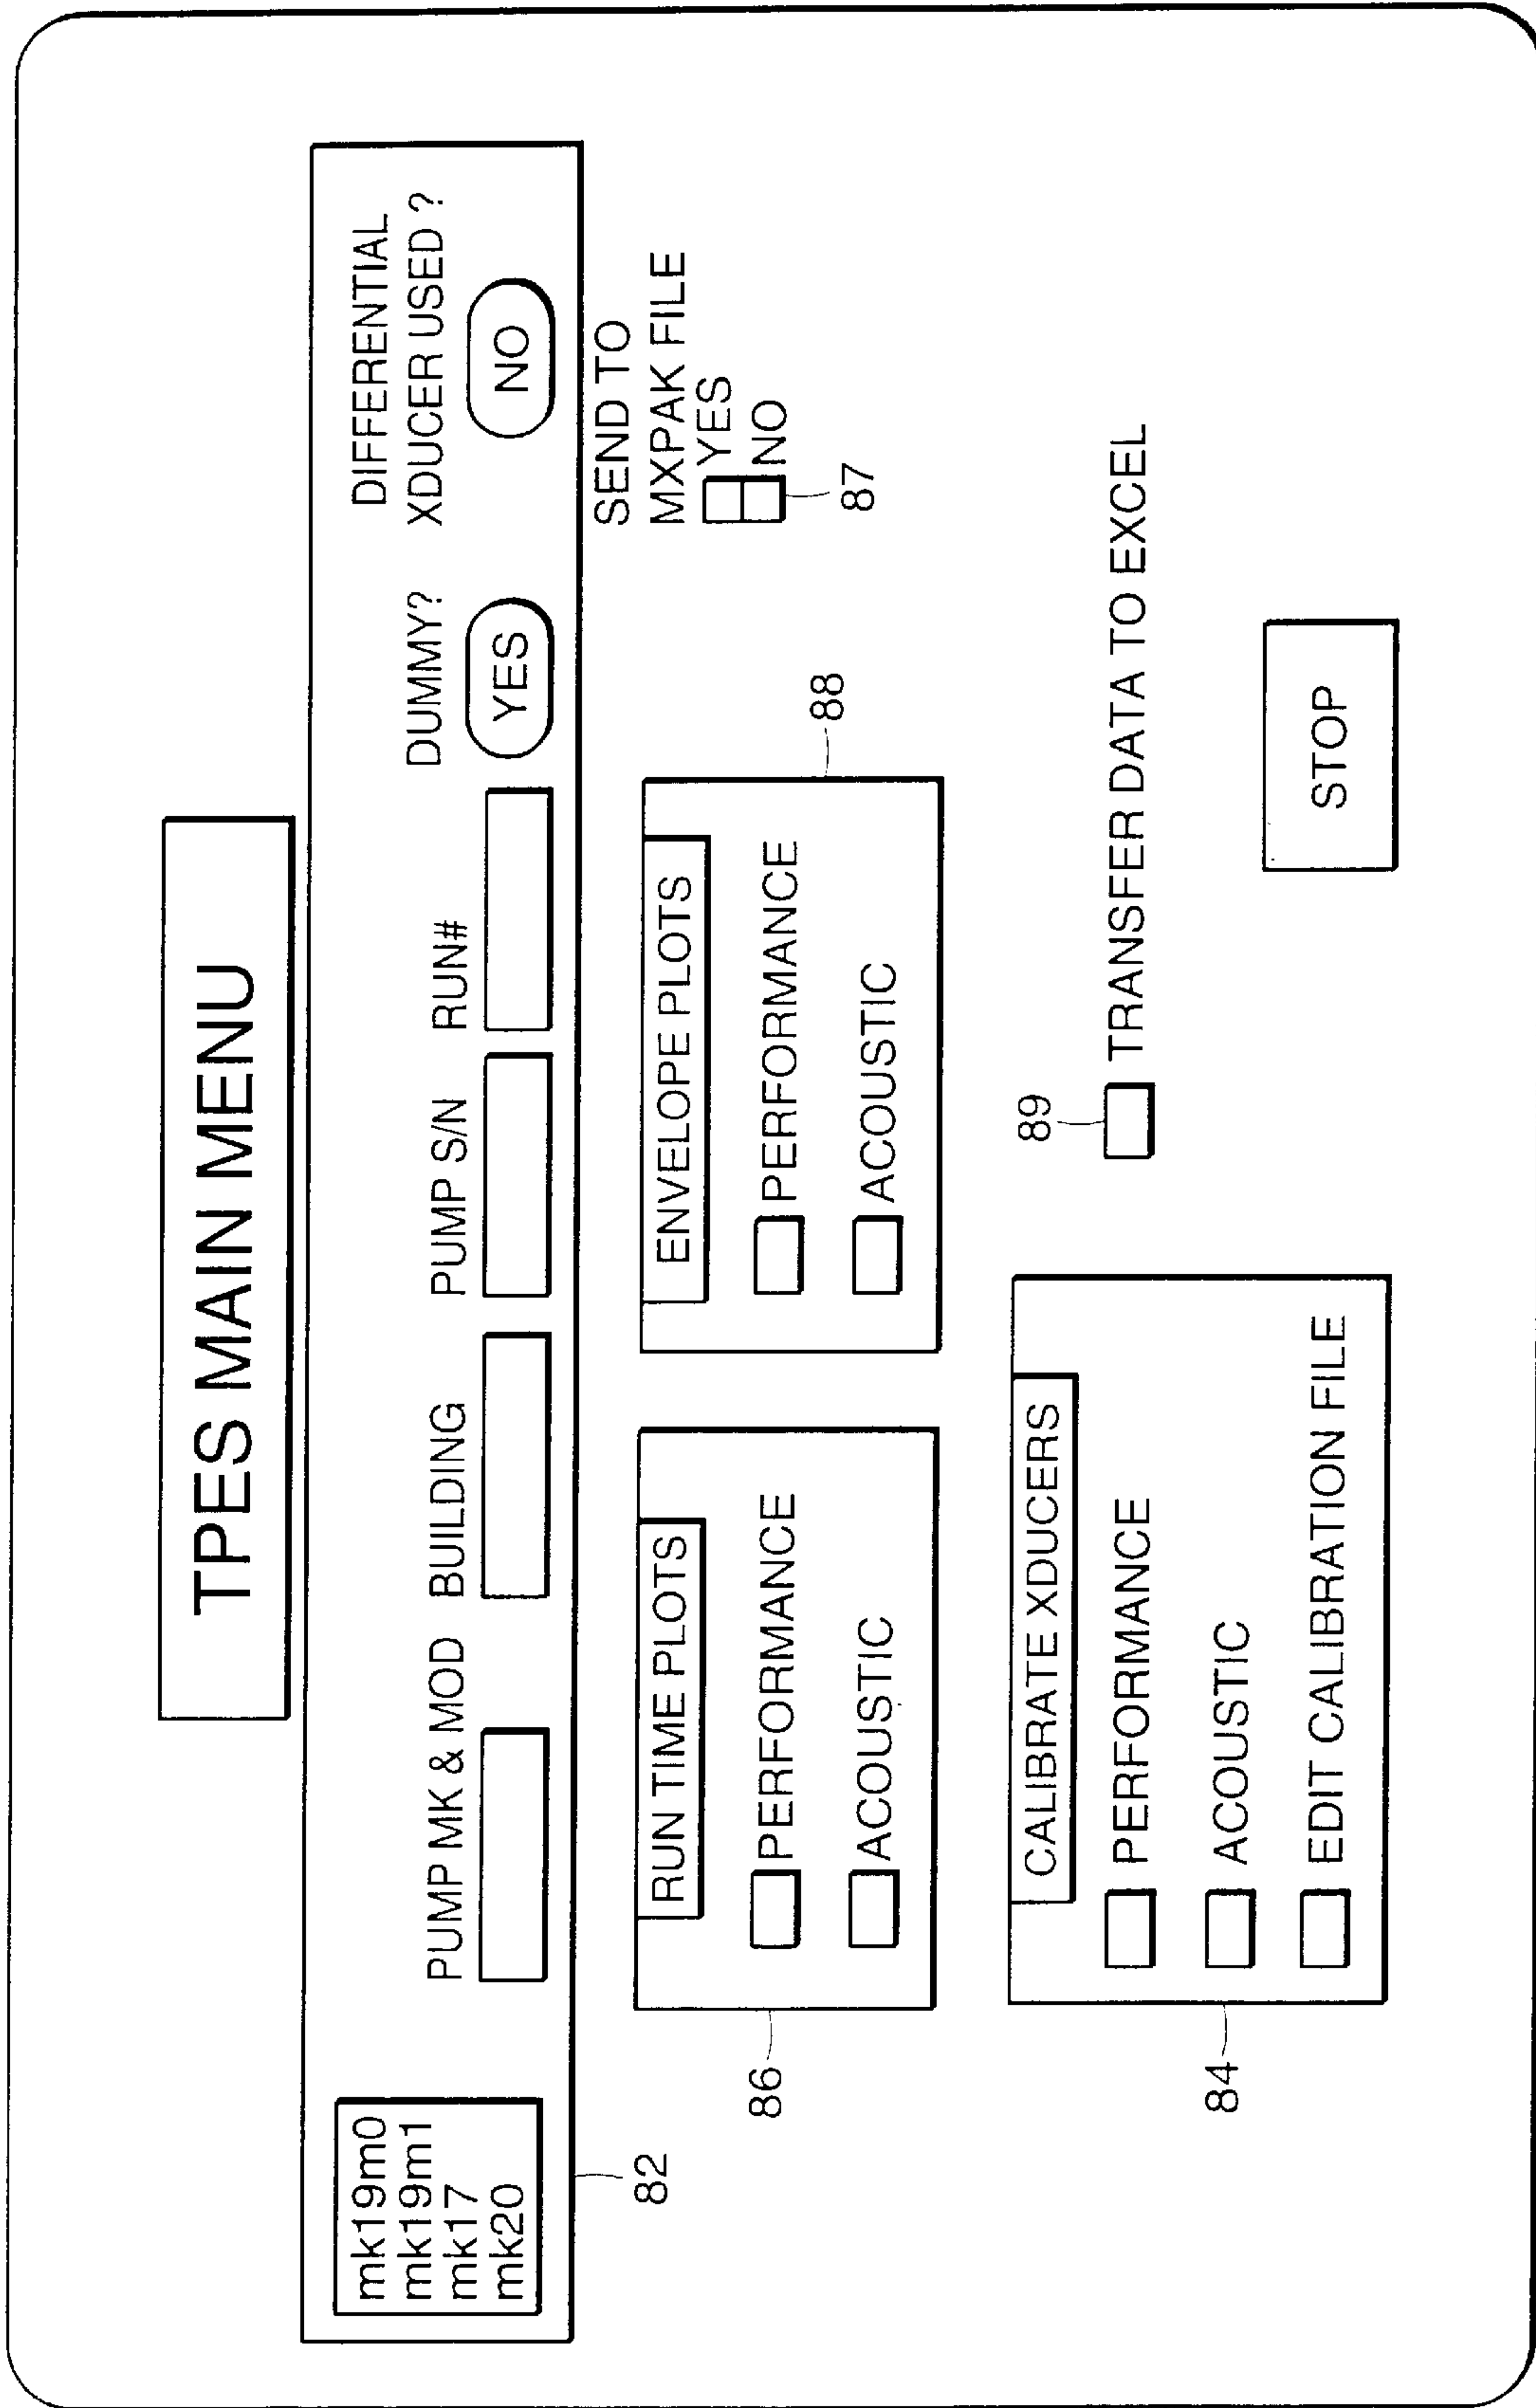 TPES MAIN MENU
mk19m0
mk19m1
mk17
mk20
PUMP MK & MOD
BUILDING
PUMP S/N
RUN#
DUMMY?
YES
DIFFERENTIAL
XDUCER USED ?
NO
82
RUN TIME PLOTS
PERFORMANCE
ACOUSTIC
86
ENVELOPE PLOTS
PERFORMANCE
ACOUSTIC
88
SEND TO
MXPAK FILE
YES
NO
87
CALIBRATE XDUCERS
PERFORMANCE
ACOUSTIC
EDIT CALIBRATION FILE
84
89
TRANSFER DATA TO EXCEL
STOP